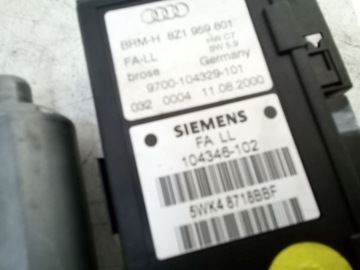 BRM-H 8Z1 959 801
FA-LL HW C7
SW 5.9
brose Germany
9700-104329-101
032 0004 11.08.2000
SIEMENS
FA LL
104346-102
5WK4 8718BBF